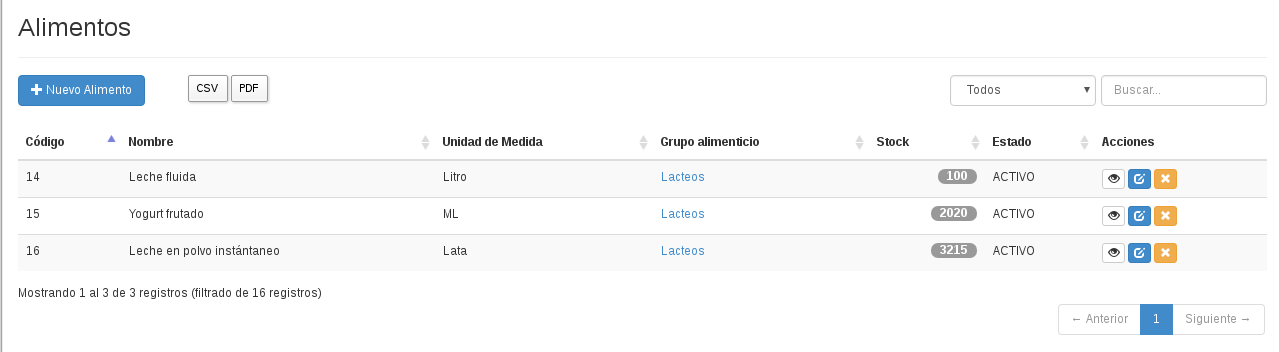 Alimentos
Nuevo Alimento CSV PDF Todos Buscar...
Código Nombre Unidad de Medida Grupo alimenticio Stock Estado Acciones
14 Leche fluida Litro Lacteos 100 ACTIVO
15 Yogurt frutado ML Lacteos 2020 ACTIVO
16 Leche en polvo instántaneo Lata Lacteos 3215 ACTIVO
Mostrando 1 al 3 de 3 registros (filtrado de 16 registros)
← Anterior 1 Siguiente →